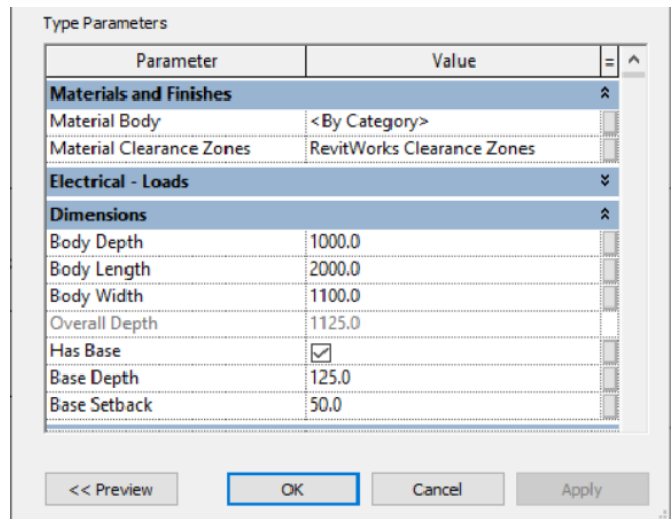 Type Parameters
Parameter Value =
Materials and Finishes
Material Body <By Category>
Material Clearance Zones RevitWorks Clearance Zones
Electrical - Loads
Dimensions
Body Depth 1000.0
Body Length 2000.0
Body Width 1100.0
Overall Depth 1125.0
Has Base
Base Depth 125.0
Base Setback 50.0
<< Preview OK Cancel Apply